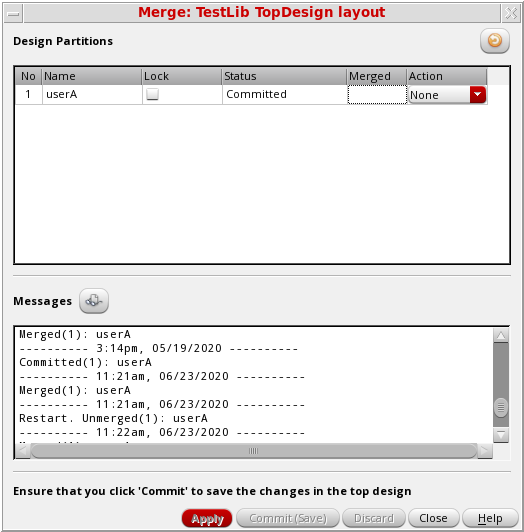 Merge: TestLib TopDesign layout
Design Partitions
No Name Lock Status Merged Action
1 userA Committed None
Messages
Merged(1): userA
---------- 3:14pm, 05/19/2020 ----------
Committed(1): userA
---------- 11:21am, 06/23/2020 ----------
Merged(1): userA
---------- 11:21am, 06/23/2020 ----------
Restart. Unmerged(1): userA
---------- 11:22am, 06/23/2020 ----------
Ensure that you click 'Commit' to save the changes in the top design
Apply Commit (Save) Discard Close Help